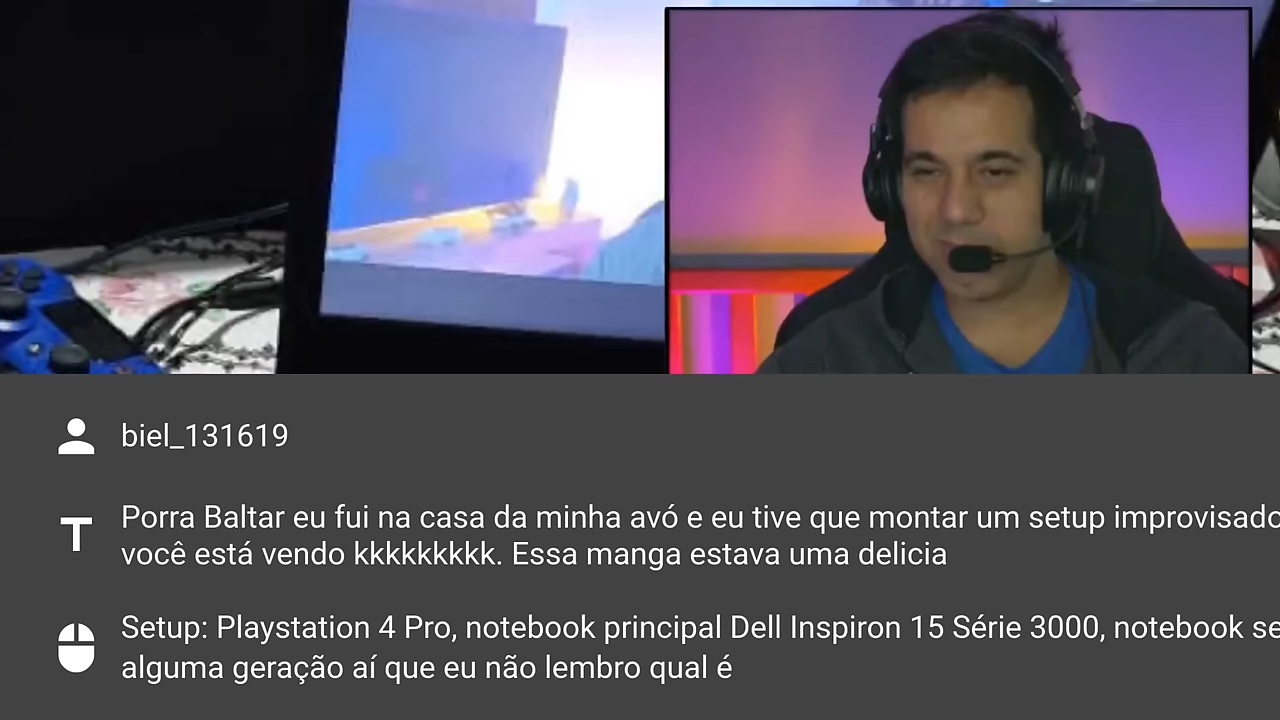 biel_131619
Porra Baltar eu fui na casa da minha avó e eu tive que montar um setup improvisado
você está vendo kkkkkkkkk. Essa manga estava uma delicia
Setup: Playstation 4 Pro, notebook principal Dell Inspiron 15 Série 3000, notebook se
alguma geração aí que eu não lembro qual é